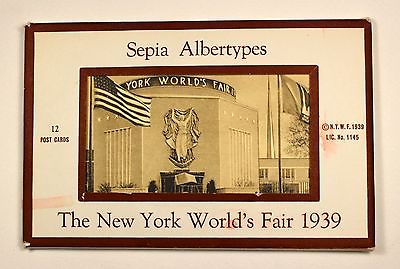 Sepia Albertypes
YORK WORLD'S FAIR
12
POST CARDS
© N.Y.W.F. 1939
LIC. No. 1145
The New York World's Fair 1939